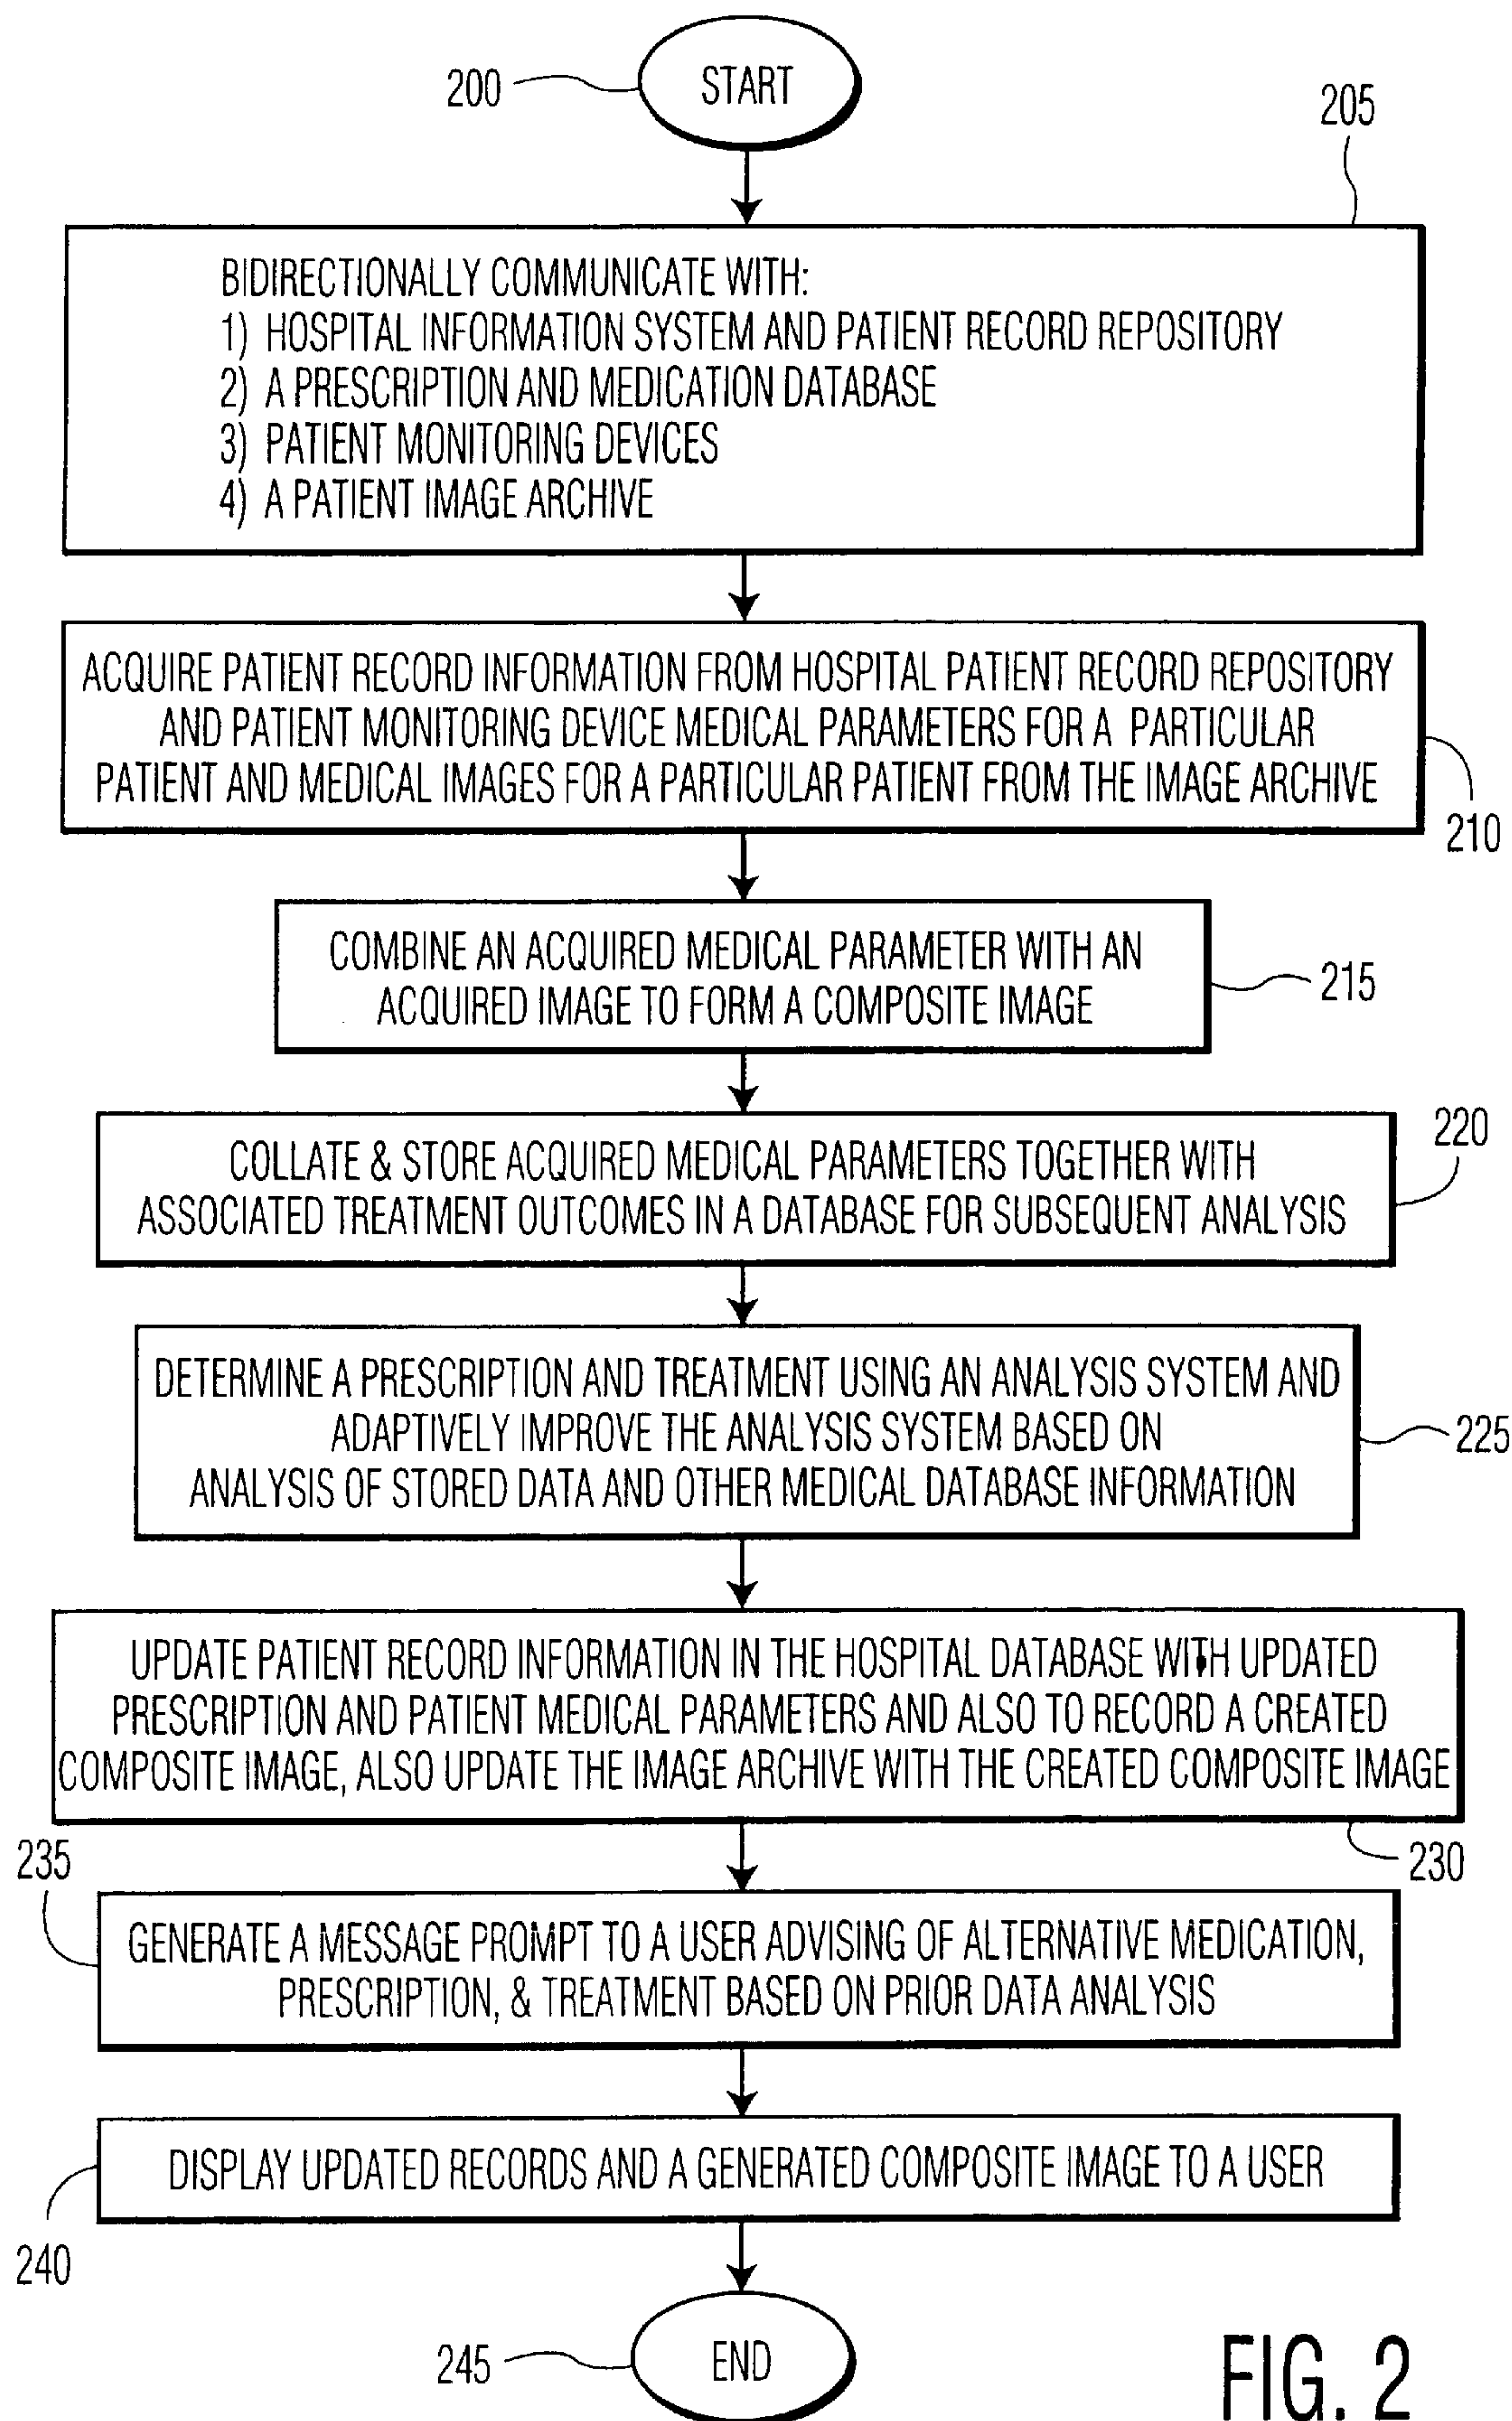 START
200
205
BIDIRECTIONALLY COMMUNICATE WITH:
1) HOSPITAL INFORMATION SYSTEM AND PATIENT RECORD REPOSITORY
2) A PRESCRIPTION AND MEDICATION DATABASE
3) PATIENT MONITORING DEVICES
4) A PATIENT IMAGE ARCHIVE
ACQUIRE PATIENT RECORD INFORMATION FROM HOSPITAL PATIENT RECORD REPOSITORY
AND PATIENT MONITORING DEVICE MEDICAL PARAMETERS FOR A PARTICULAR
PATIENT AND MEDICAL IMAGES FOR A PARTICULAR PATIENT FROM THE IMAGE ARCHIVE
210
COMBINE AN ACQUIRED MEDICAL PARAMETER WITH AN
ACQUIRED IMAGE TO FORM A COMPOSITE IMAGE
215
220
COLLATE & STORE ACQUIRED MEDICAL PARAMETERS TOGETHER WITH
ASSOCIATED TREATMENT OUTCOMES IN A DATABASE FOR SUBSEQUENT ANALYSIS
DETERMINE A PRESCRIPTION AND TREATMENT USING AN ANALYSIS SYSTEM AND
ADAPTIVELY IMPROVE THE ANALYSIS SYSTEM BASED ON
ANALYSIS OF STORED DATA AND OTHER MEDICAL DATABASE INFORMATION
225
UPDATE PATIENT RECORD INFORMATION IN THE HOSPITAL DATABASE WITH UPDATED
PRESCRIPTION AND PATIENT MEDICAL PARAMETERS AND ALSO TO RECORD A CREATED
COMPOSITE IMAGE, ALSO UPDATE THE IMAGE ARCHIVE WITH THE CREATED COMPOSITE IMAGE
230
235
GENERATE A MESSAGE PROMPT TO A USER ADVISING OF ALTERNATIVE MEDICATION,
PRESCRIPTION, & TREATMENT BASED ON PRIOR DATA ANALYSIS
DISPLAY UPDATED RECORDS AND A GENERATED COMPOSITE IMAGE TO A USER
240
245
END
FIG. 2